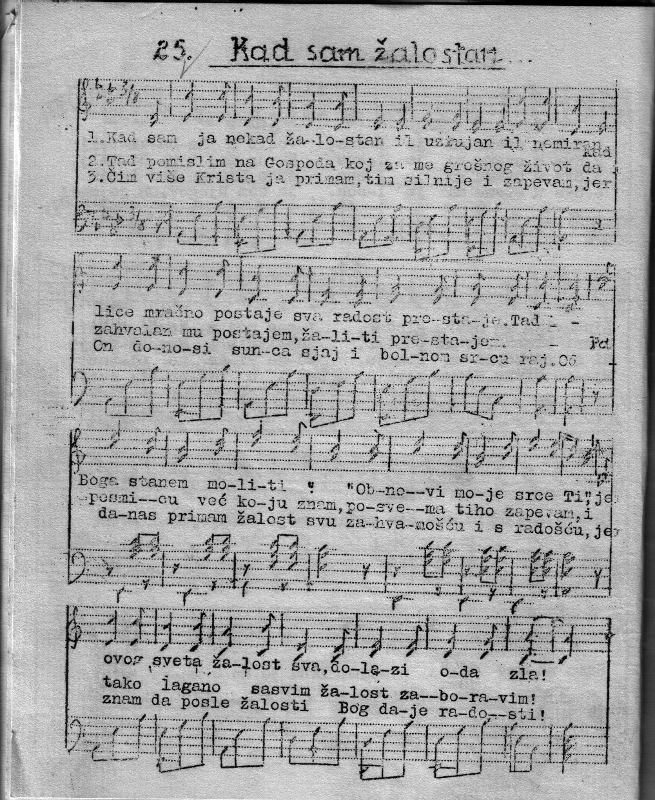 25. Kad sam žalostan...
1.Kad sam ja nekad ža-lo-stan il uzrujan il nemiran
kad
2.Tad pomislim na Gospoda koj za me grešnog život da
3.Čim više Krista ja primam,tim silnije i zapevam,jer
lice mračno postaje sva radost pre-sta-je.Tad - -
zahvalan mu postajem,ža-li-ti pre-sta-jem. -
On do-no-si sun-ca sjaj i bol-nom sr-cu raj.Od
Boga stanem mo-li-ti : "Ob-no--vi mo-je srce Ti",je
pesmi--cu već ko-ju znam,po-sve--ma tiho zapevam,i
da-nas primam žalost svu za-hva-lnošću i s radošću,jer
ovog sveta ža-lost sva,do-la-zi o-da zla!
tako lagano sasvim ža-lost za--bo-ra-vim!
znam da posle žalosti Bog da-je ra-do--sti!